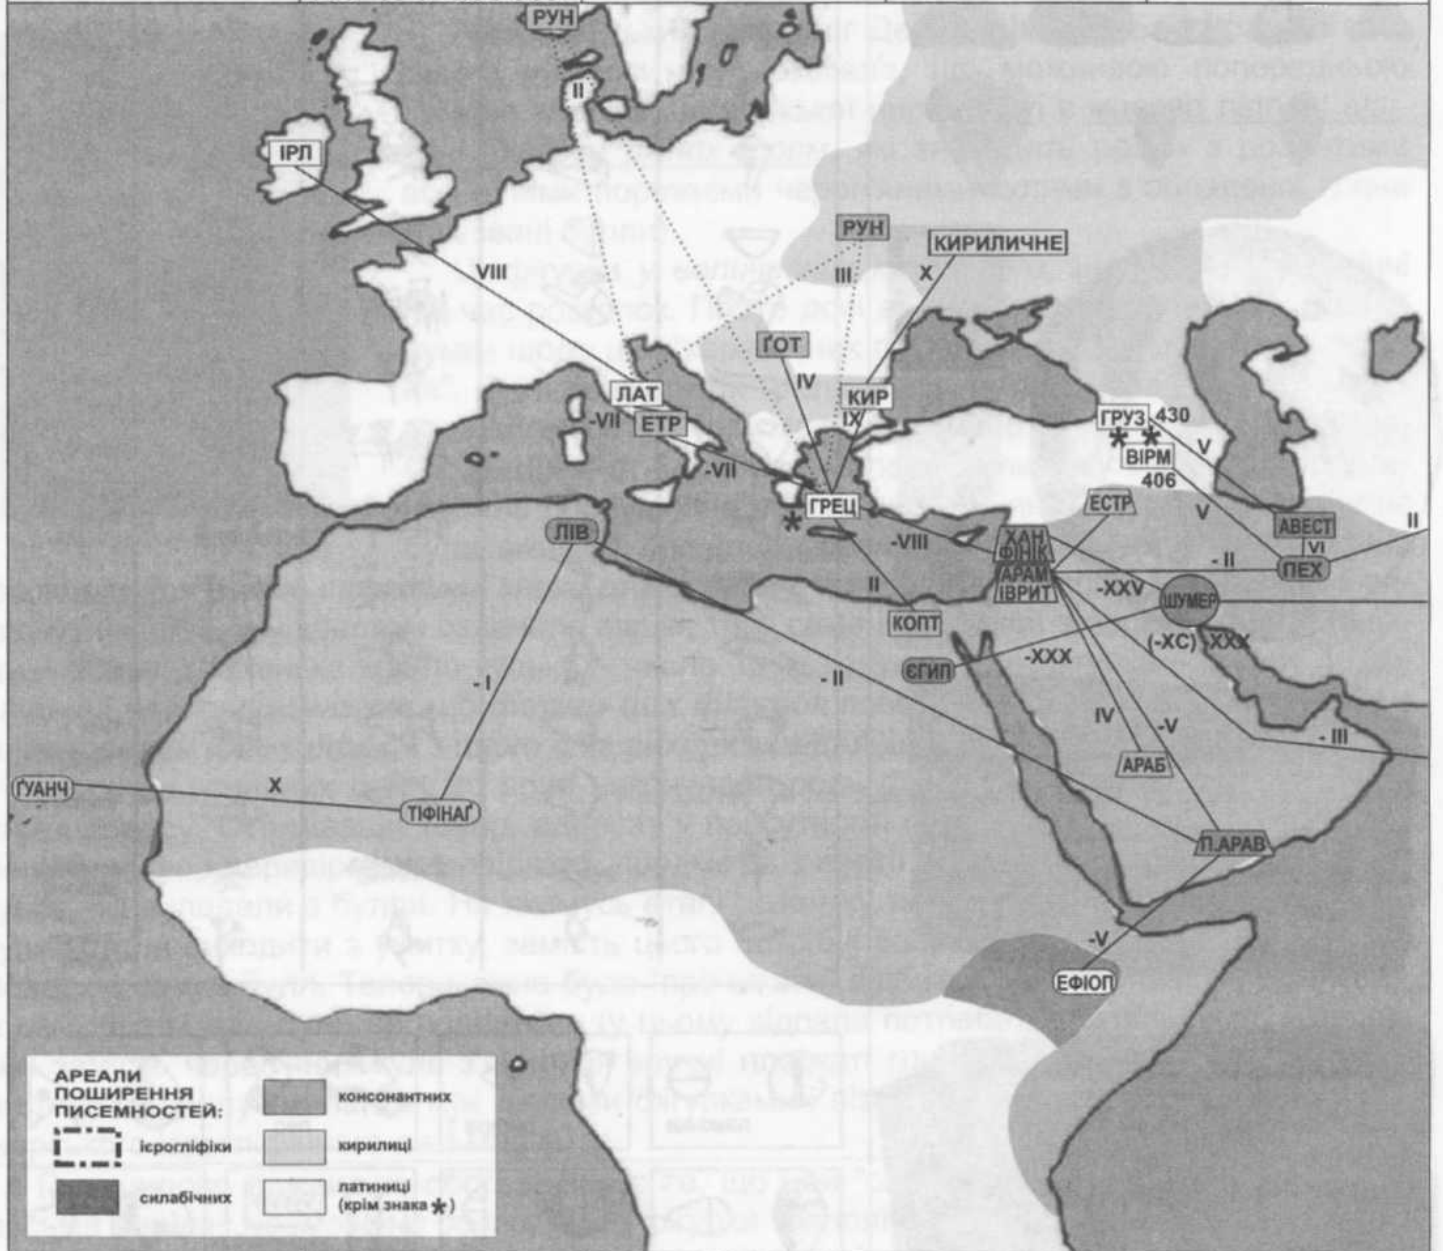 РУН
II
ІРЛ
VIII
РУН
КИРИЛИЧНЕ
III
X
ҐОТ
IV
ЛАТ
КИР
-VII
ЕТР
IX
ГРУЗ 430
-VII
V
ВІРМ
406
ГРЕЦ
ЕСТР
V
АВЕСТ
II
ЛІВ
-VIII
ХАН
ФІНІК
VI
АРАМ
ІВРИТ
- II
ПЕХ
II
-XXV
ШУМЕР
КОПТ
(-XC) -XXX
-XXX
ЄГИП
- I
- II
IV
-V
- III
АРАБ
ҐУАНЧ
X
ТІФІНАҐ
П.АРАВ
-V
ЕФІОП
АРЕАЛИ
ПОШИРЕННЯ
ПИСЕМНОСТЕЙ:
ієрогліфіки
силабічних
консонантних
кирилиці
латиниці
(крім знака *)